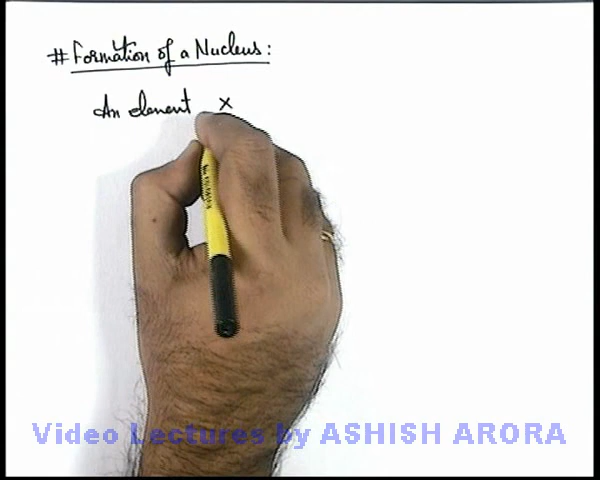 # Formation of a Nucleus:
An element X
Video Lectures by ASHISH ARORA